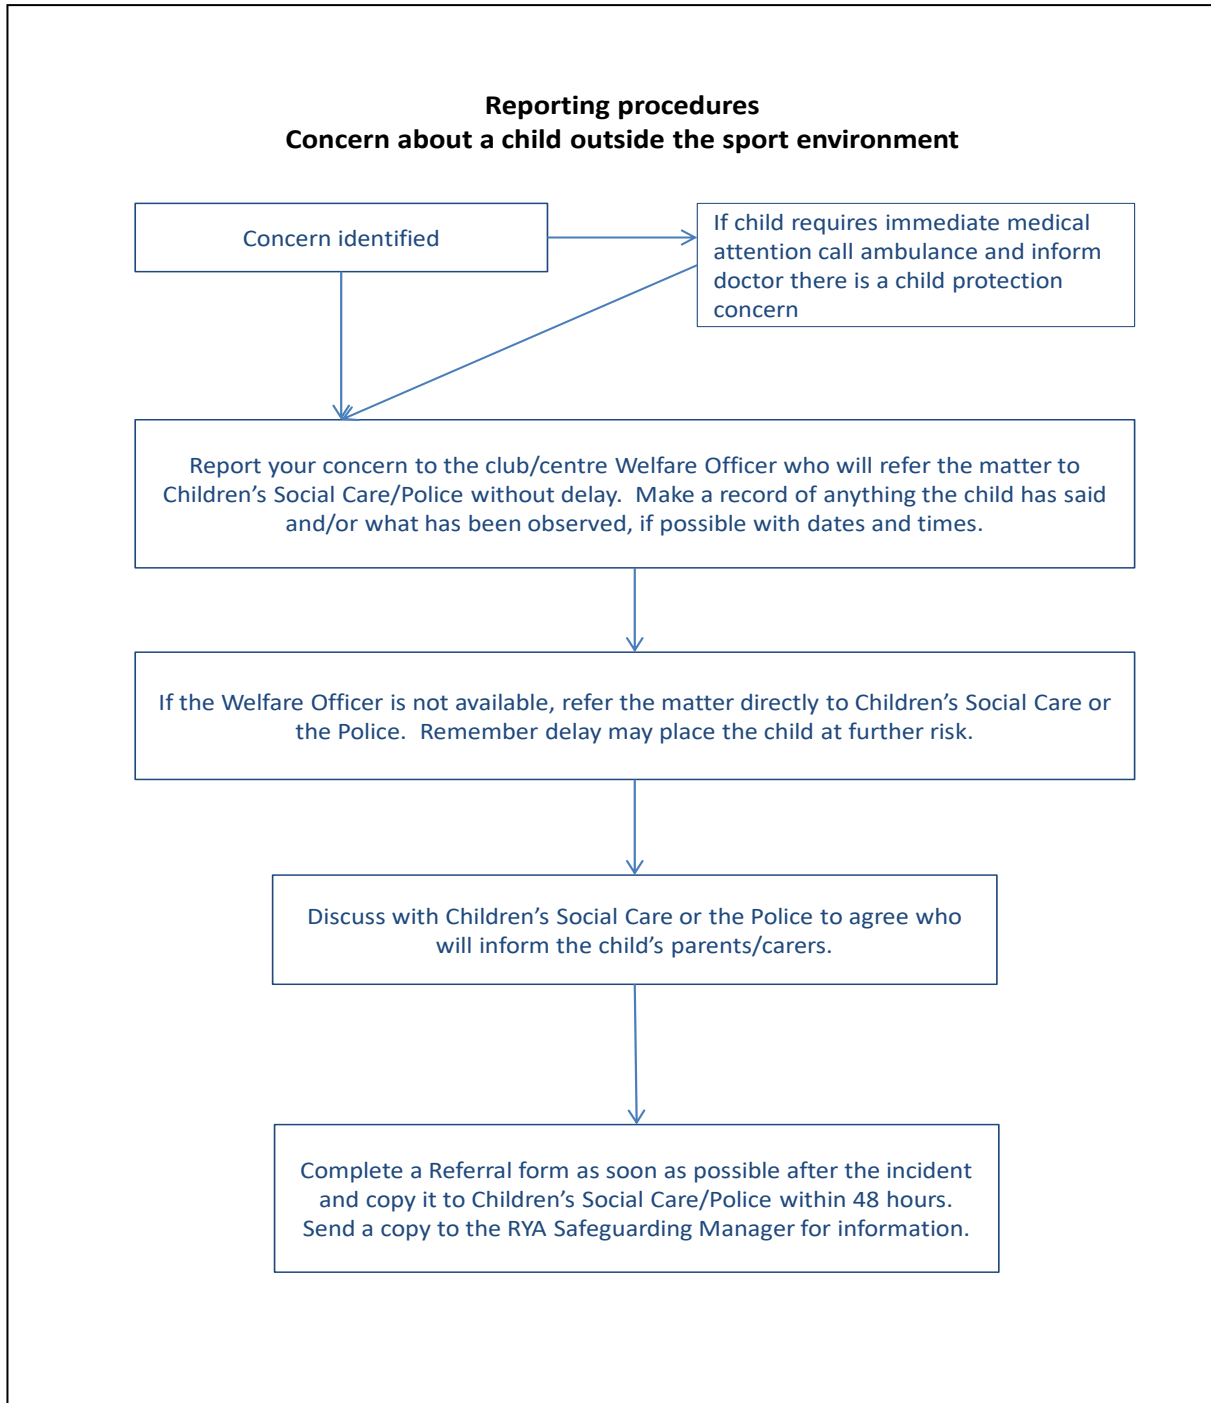 Reporting procedures
Concern about a child outside the sport environment
Concern identified
If child requires immediate medical
attention call ambulance and inform
doctor there is a child protection
concern
Report your concern to the club/centre Welfare Officer who will refer the matter to
Children’s Social Care/Police without delay.  Make a record of anything the child has said
and/or what has been observed, if possible with dates and times.
If the Welfare Officer is not available, refer the matter directly to Children’s Social Care or
the Police.  Remember delay may place the child at further risk.
Discuss with Children’s Social Care or the Police to agree who
will inform the child’s parents/carers.
Complete a Referral form as soon as possible after the incident
and copy it to Children’s Social Care/Police within 48 hours.
Send a copy to the RYA Safeguarding Manager for information.